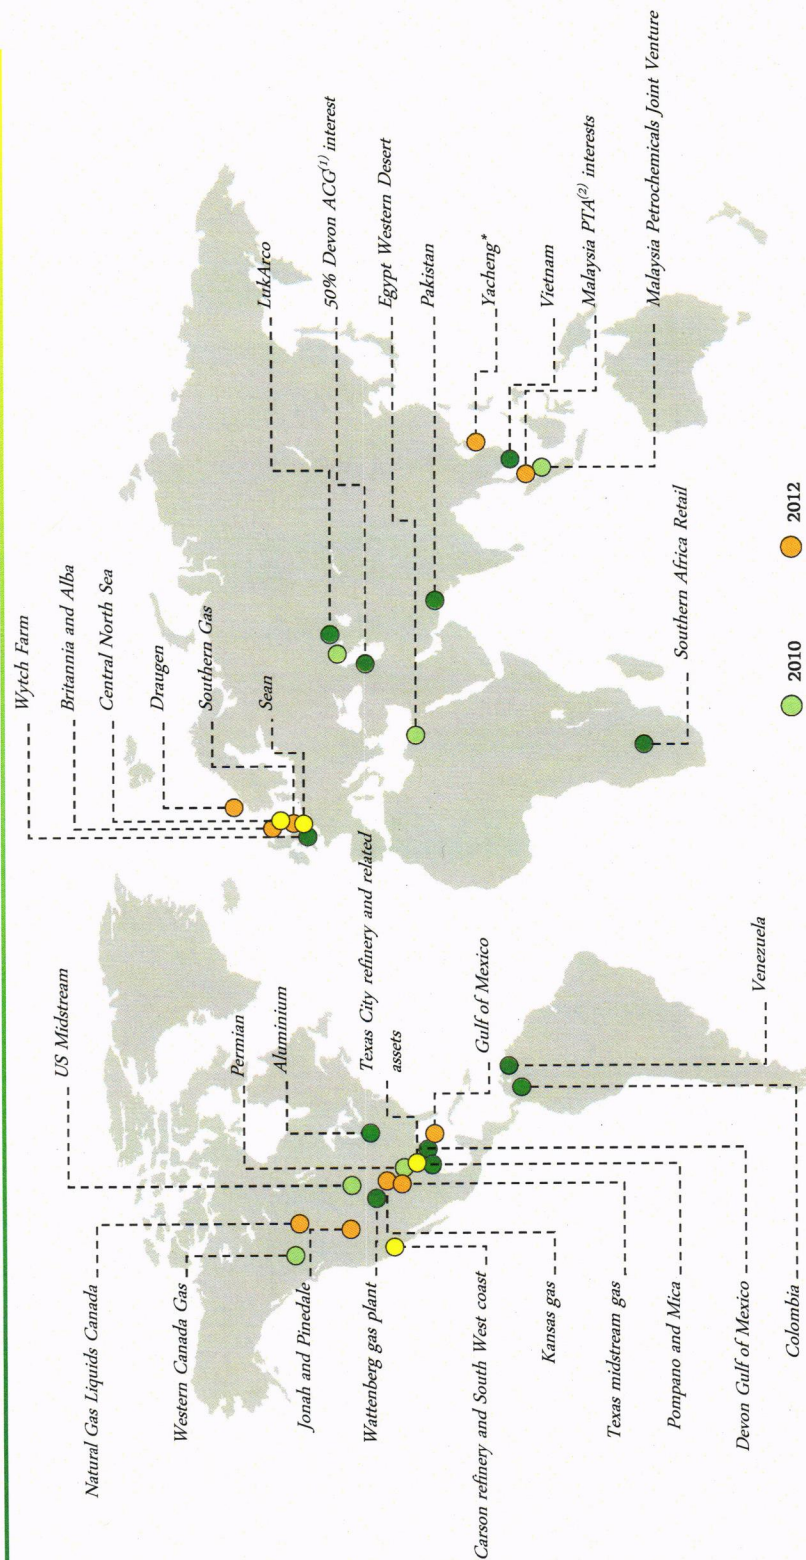 Wytch Farm
US Midstream
Britannia and Alba
Natural Gas Liquids Canada
Central North Sea
Draugen
Western Canada Gas
Southern Gas
Permian
Sean
LukArco
Aluminium
Jonah and Pinedale
50% Devon ACG(1) interest
Texas City refinery and related
assets
Wattenberg gas plant
Egypt Western Desert
Pakistan
Carson refinery and South West coast
Gulf of Mexico
Yacheng*
Kansas gas
Vietnam
Malaysia PTA(2) interests
Texas midstream gas
Malaysia Petrochemicals Joint Venture
Pompano and Mica
Southern Africa Retail
Devon Gulf of Mexico
Venezuela
Colombia
2010
2012